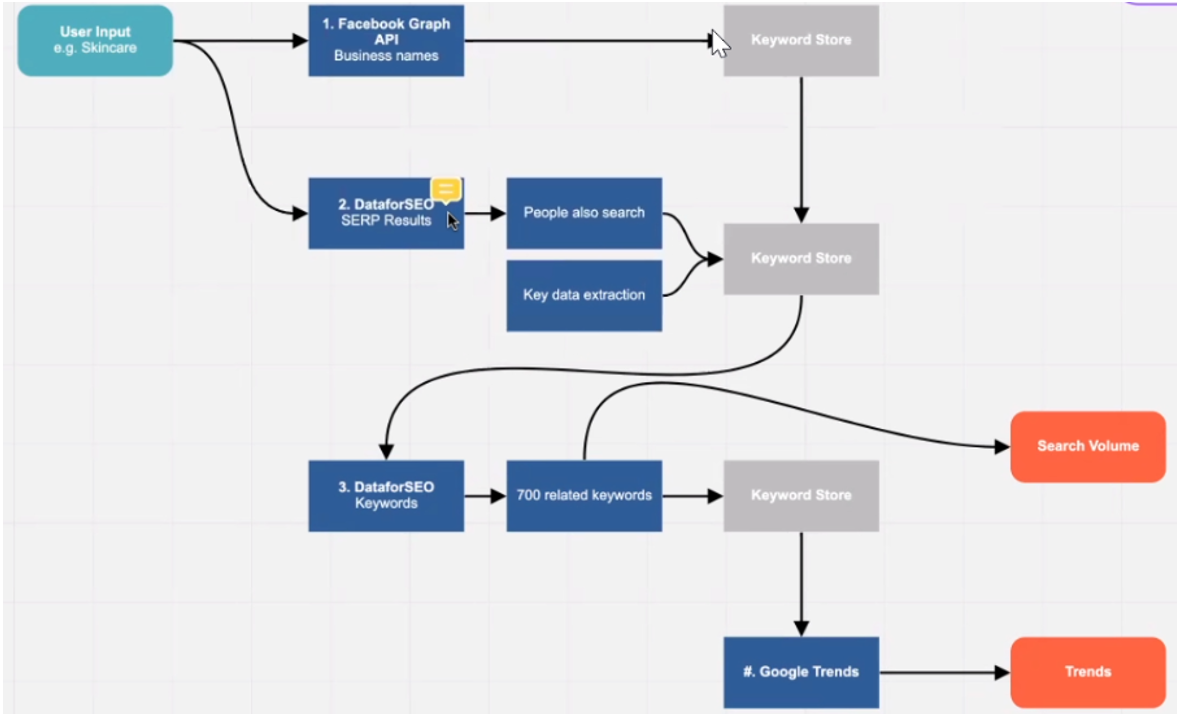 User Input
e.g. Skincare
1. Facebook Graph
API
Business names
Keyword Store
2. DataforSEO
SERP Results
People also search
Key data extraction
Keyword Store
Search Volume
3. DataforSEO
Keywords
700 related keywords
Keyword Store
#. Google Trends
Trends